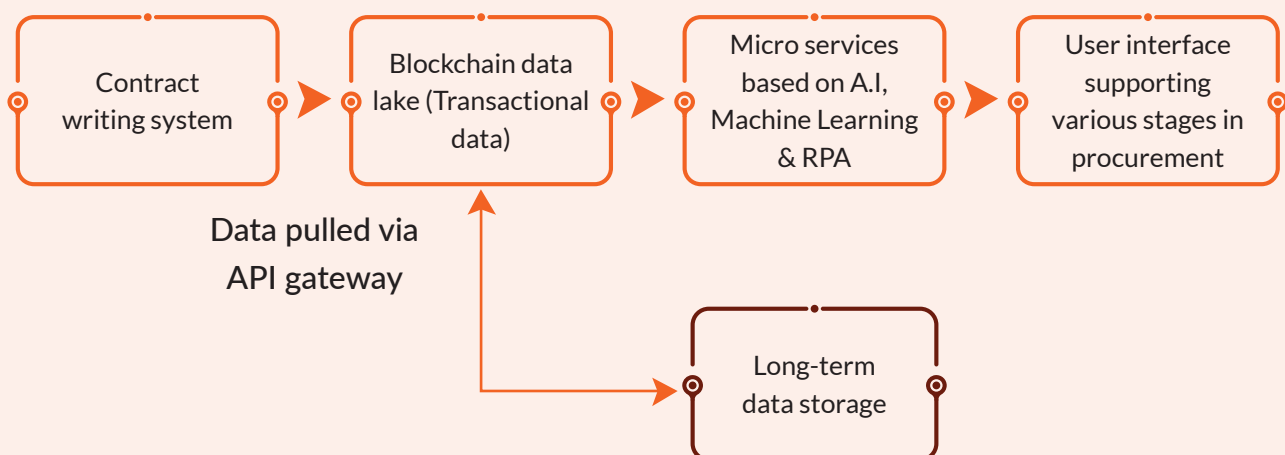 Contract
writing system
Blockchain data
lake (Transactional
data)
Micro services
based on A.I,
Machine Learning
& RPA
User interface
supporting
various stages in
procurement
Data pulled via
API gateway
Long-term
data storage